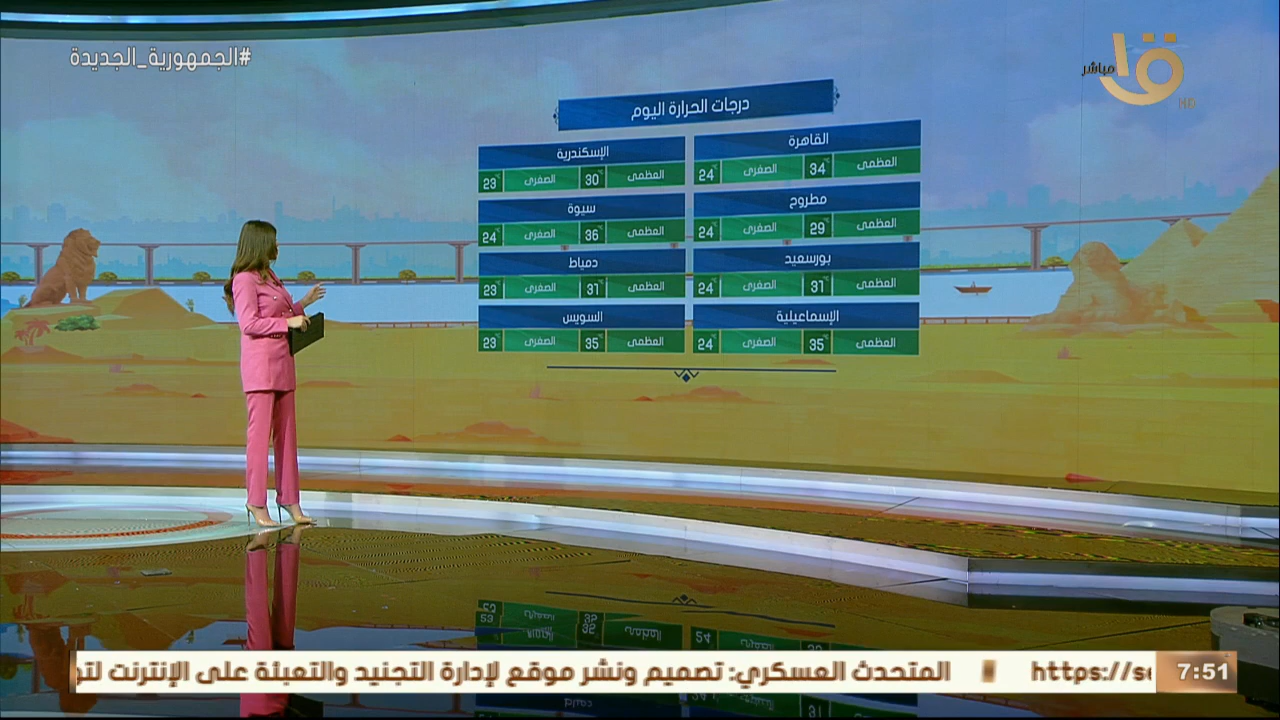 #الجمهورية_الجديدة
مباشر
HD
درجات الحرارة اليوم
القاهرة
العظمى 34 الصغرى 24
الإسكندرية
العظمى 30 الصغرى 23
مطروح
العظمى 29 الصغرى 24
سيوة
العظمى 36 الصغرى 24
بورسعيد
العظمى 31 الصغرى 24
دمياط
العظمى 31 الصغرى 23
الإسماعيلية
العظمى 35 الصغرى 24
السويس
العظمى 35 الصغرى 23
7:51
https://se
المتحدث العسكري: تصميم ونشر موقع لإدارة التجنيد والتعبئة على الإنترنت